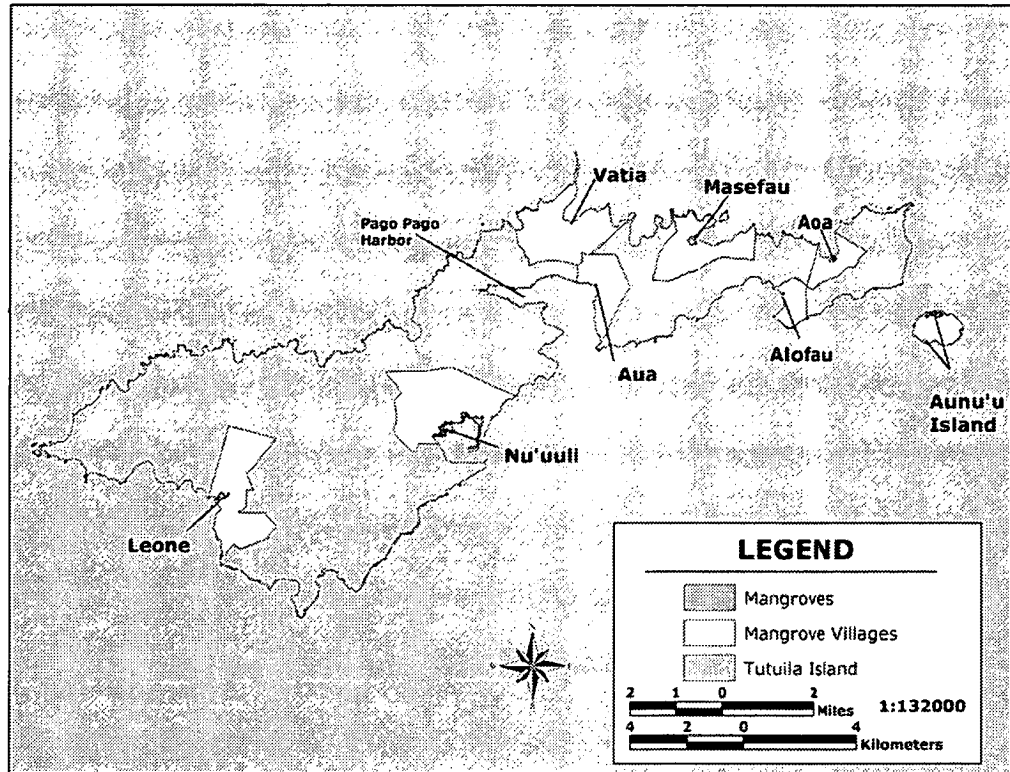 Vatia
Masefau
Pago Pago
Harbor
Aoa
Alofau
Aua
Aunu'u
Island
Nu'uuli
Leone
LEGEND
Mangroves
Mangrove Villages
Tutuila Island
2 1 0 2
Miles
1:132000
4 2 0 4
Kilometers